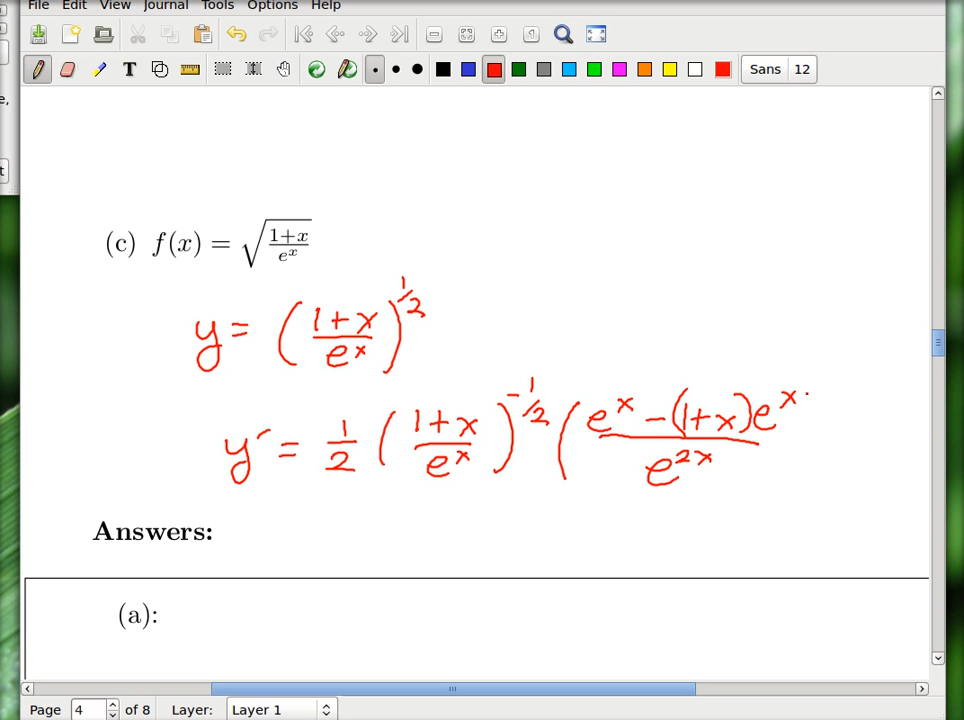 File Edit View Journal Tools Options Help
Sans 12
e,
t
(c) f(x) = √((1+x)/e^x)
y = ((1+x)/e^x)^(1/2)
y' = 1/2 ((1+x)/e^x)^(-1/2) ((e^x - (1+x)e^x)/e^(2x)
Answers:
(a):
Page 4 of 8 Layer: Layer 1